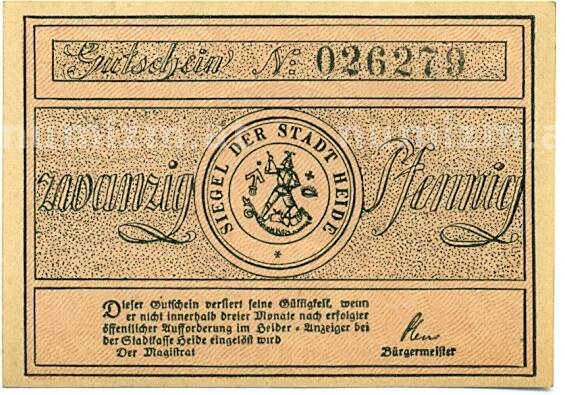 Gutschein No: 026279
zwanzig Pfennig
SIEGEL DER STADT HEIDE
*
Dieser Gutschein verliert seine Gültigkeit, wenn
er nicht innerhalb dreier Monate nach erfolgter
öffentlicher Aufforderung im Heider-Anzeiger bei
der Stadtkasse Heide eingelöst wird
Der Magistrat
Bürgermeister